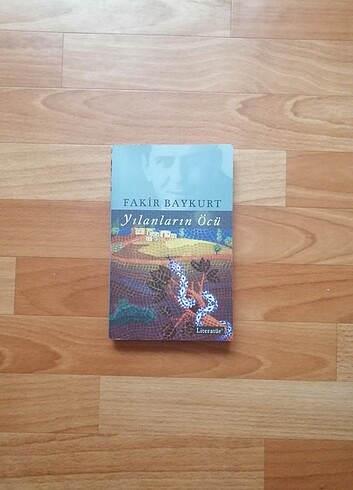 FAKİR BAYKURT
Yılanların Öcü
Literatür